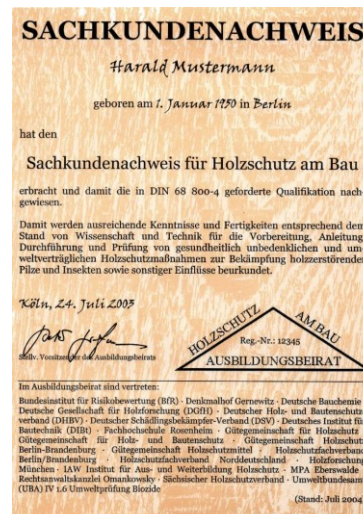 SACHKUNDENACHWEIS
Harald Mustermann
geboren am 1. Januar 1950 in Berlin
hat den
Sachkundenachweis für Holzschutz am Bau
erbracht und damit die in DIN 68 800-4 geforderte Qualifikation nach-
gewiesen.
Damit werden ausreichende Kenntnisse und Fertigkeiten entsprechend dem
Stand von Wissenschaft und Technik für die Vorbereitung, Anleitung,
Durchführung und Prüfung von gesundheitlich unbedenklichen und um-
weltverträglichen Holzschutzmaßnahmen zur Bekämpfung holzzerstörender
Pilze und Insekten sowie sonstiger Einflüsse beurkundet.
Köln, 24. Juli 2003
Stellv. Vorsitzender des Ausbildungsbeirats
HOLZSCHUTZ AM BAU
Reg.-Nr.: 12345
AUSBILDUNGSBEIRAT
Im Ausbildungsbeirat sind vertreten:
Bundesinstitut für Risikobewertung (BfR) · Denkmalhof Gernewitz · Deutsche Bauchemie
Deutsche Gesellschaft für Holzforschung (DGfH) · Deutscher Holz- und Bautenschutz-
verband (DHBV) · Deutscher Schädlingsbekämpfer-Verband (DSV) · Deutsches Institut für
Bautechnik (DIBt) · Fachhochschule Rosenheim · Gütegemeinschaft für Holzschutz
Gütegemeinschaft für Holz- und Bautenschutz · Gütegemeinschaft Holzschutz
Berlin-Brandenburg · Gütegemeinschaft Holzschutzmittel · Holzschutzfachverband
Berlin/Brandenburg · Holzschutzfachverband Norddeutschland · Holzforschung
München · IAW Institut für Aus- und Weiterbildung Holzschutz · MPA Eberswalde
Rechtsanwaltskanzlei Omankowsky · Sächsischer Holzschutzverband · Umweltbundesamt
(UBA) IV 1.6 Umweltprüfung Biozide
(Stand: Juli 2004)